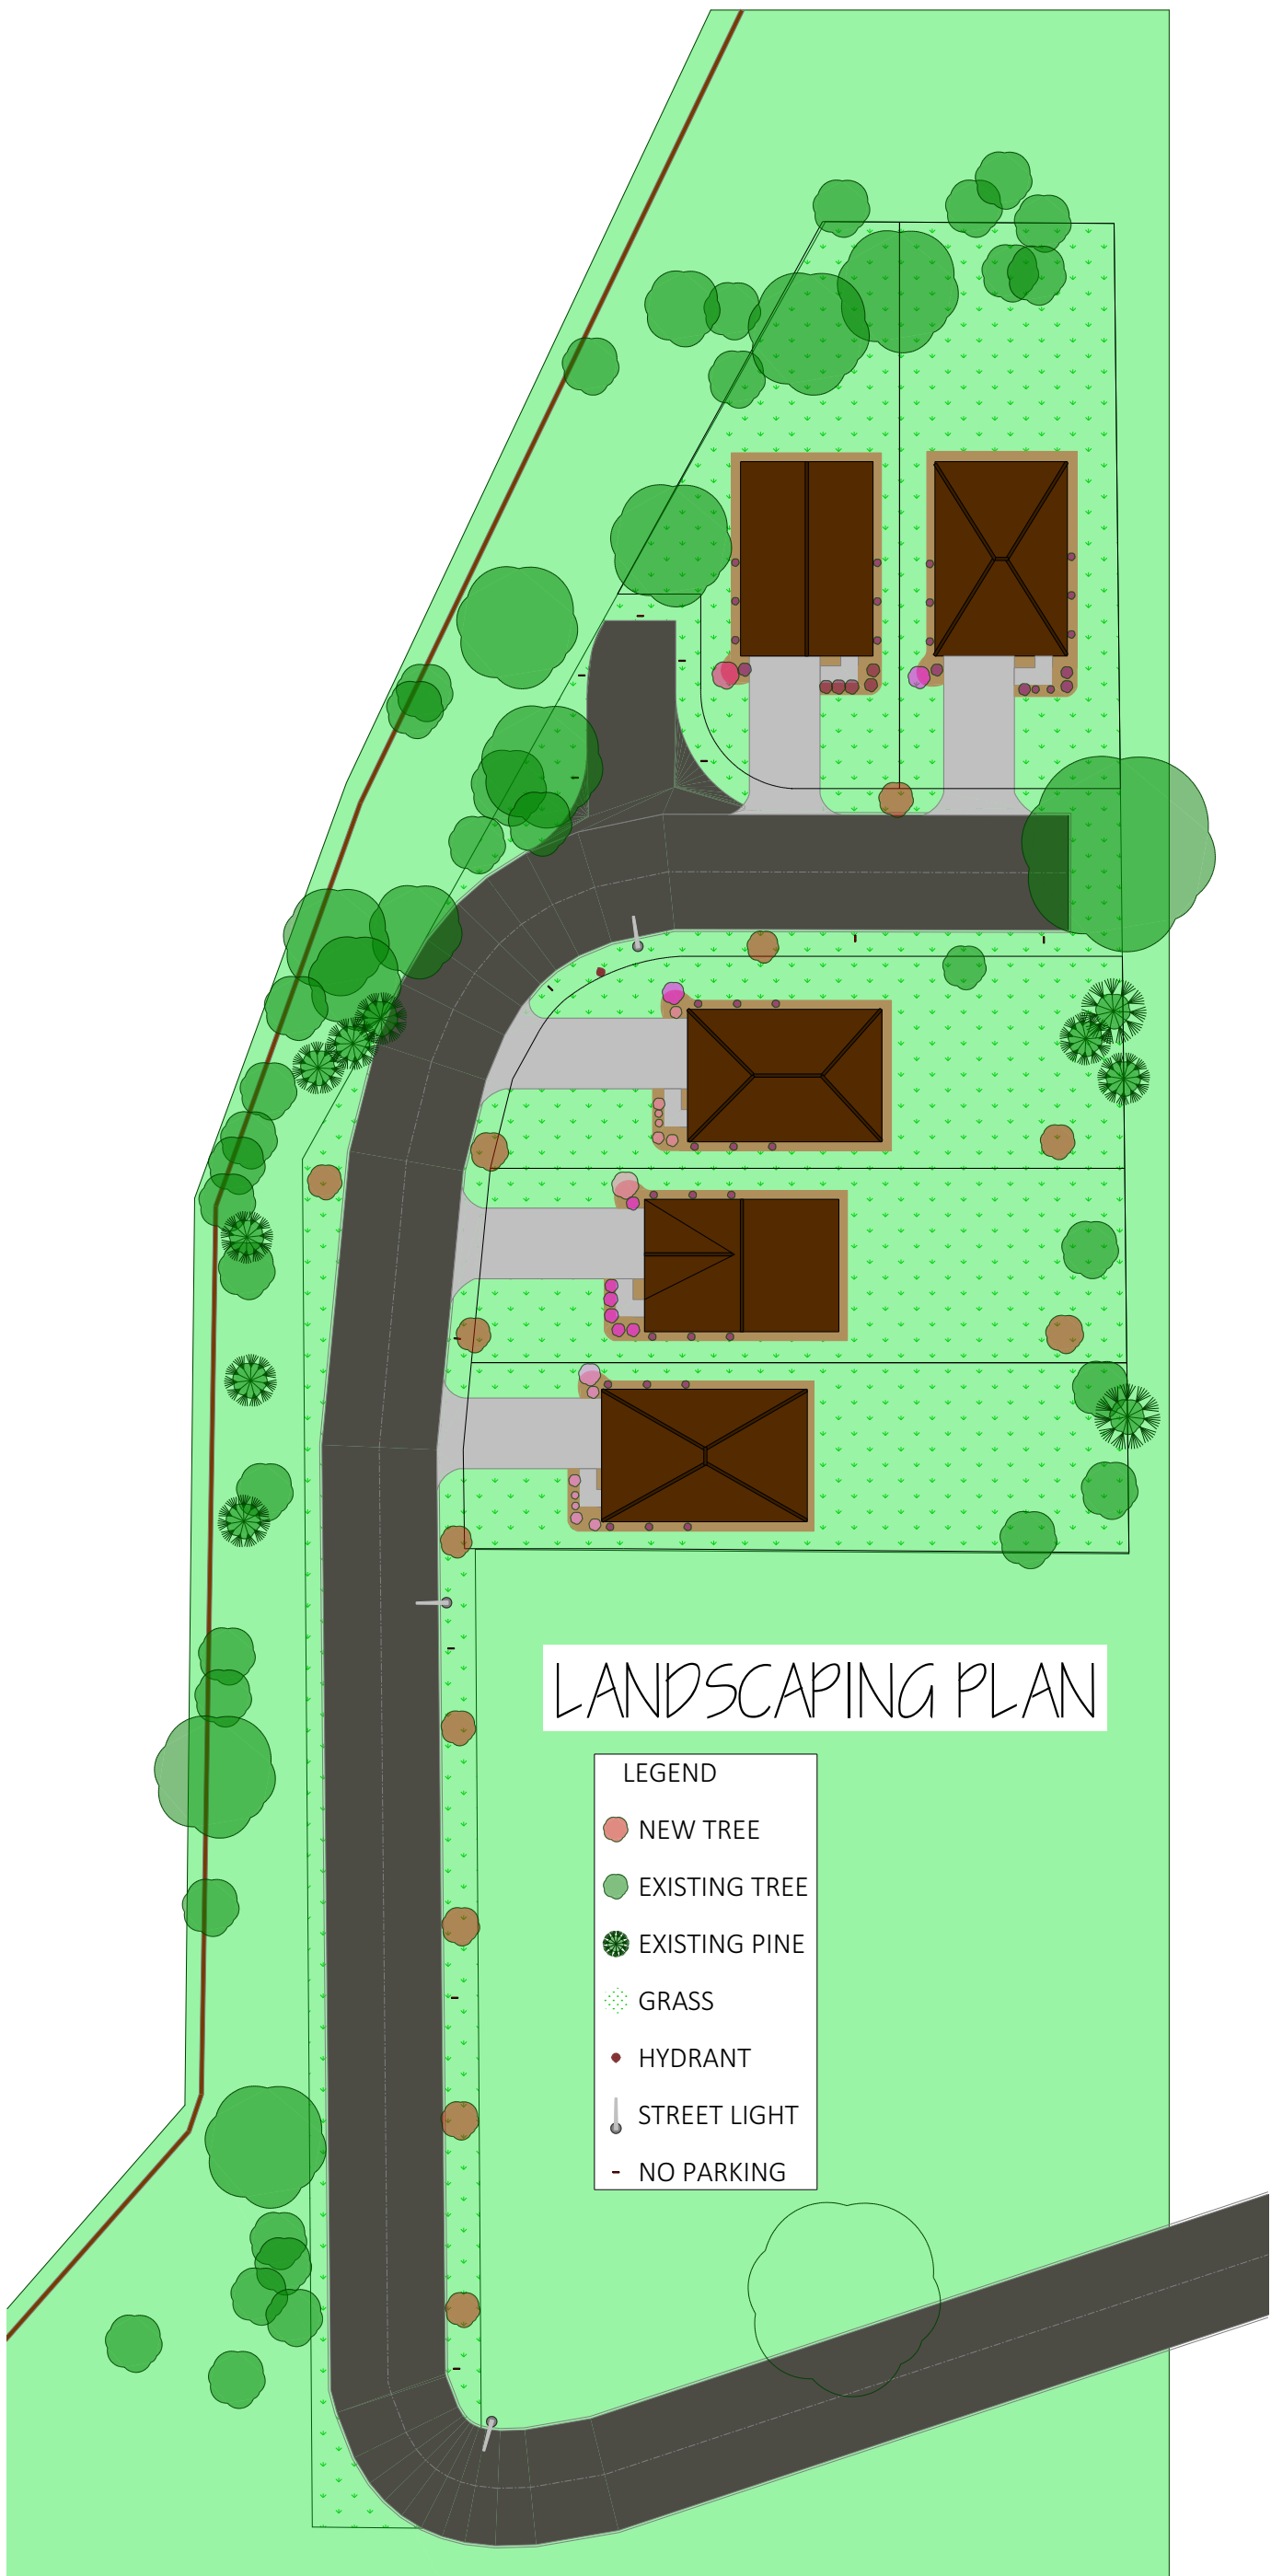 LANDSCAPING PLAN
LEGEND
NEW TREE
EXISTING TREE
EXISTING PINE
GRASS
HYDRANT
STREET LIGHT
NO PARKING